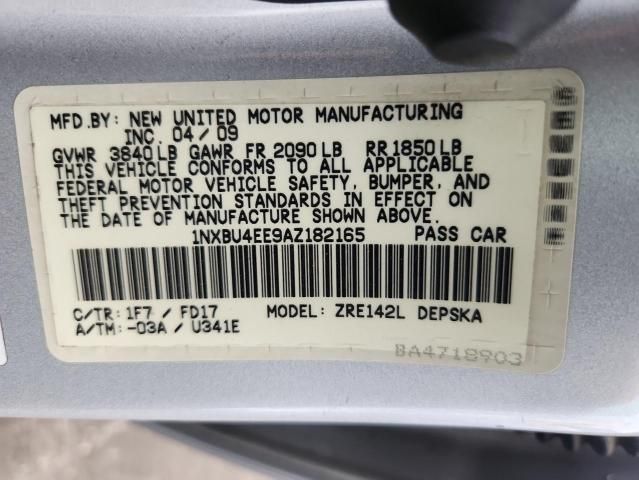 MFD.BY: NEW UNITED MOTOR MANUFACTURING
INC. 04/09
GVWR 3840 LB GAWR FR 2090 LB RR 1850 LB
THIS VEHICLE CONFORMS TO ALL APPLICABLE
FEDERAL MOTOR VEHICLE SAFETY, BUMPER, AND
THEFT PREVENTION STANDARDS IN EFFECT ON
THE DATE OF MANUFACTURE SHOWN ABOVE.
1NXBU4EE9AZ182165 PASS CAR
C/TR: 1F7 / FD17 MODEL: ZRE142L DEPSKA
A/TM: -03A / U341E
BA4718903